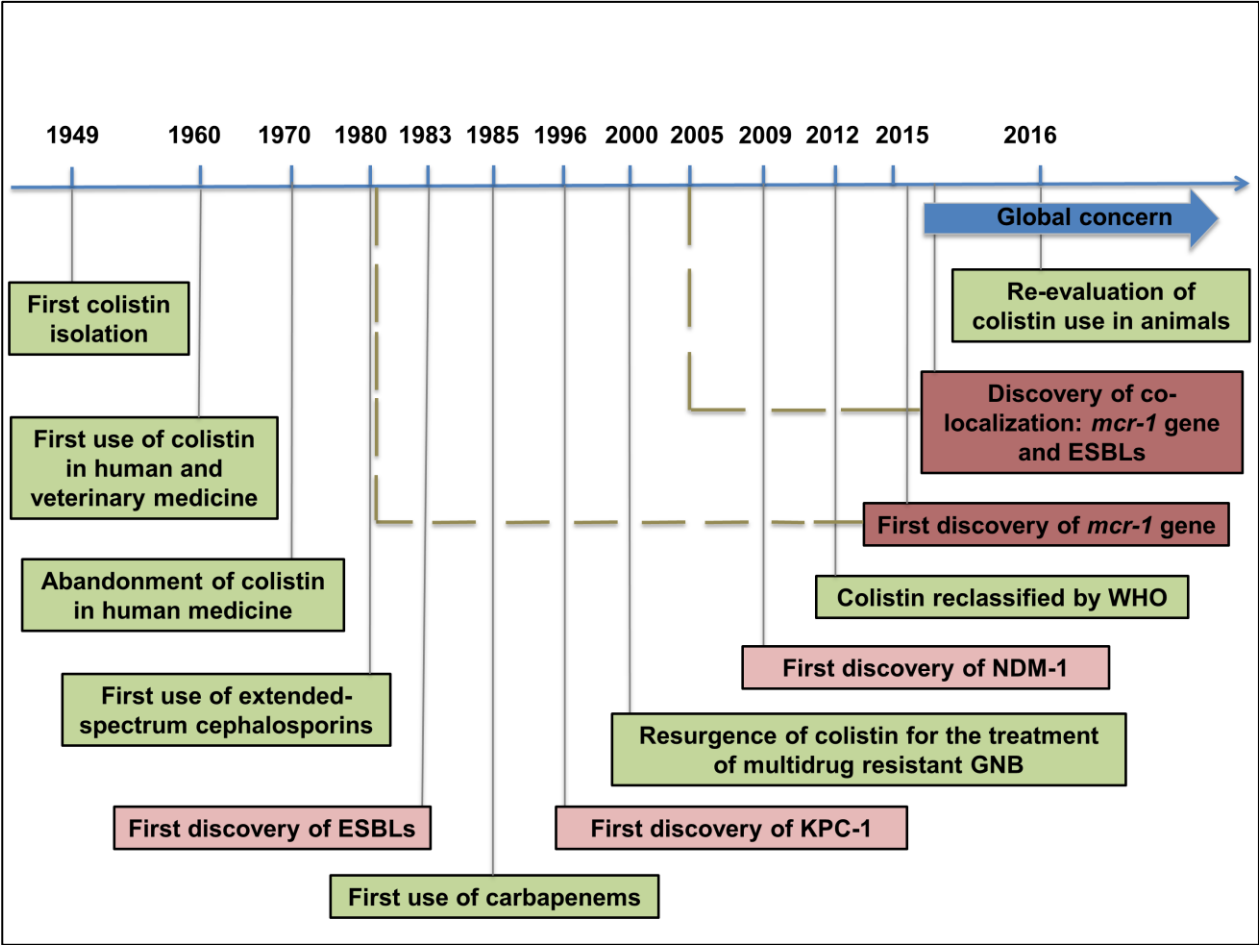 1949 1960 1970 1980 1983 1985 1996 2000 2005 2009 2012 2015 2016
Global concern
First colistin
isolation
Re-evaluation of
colistin use in animals
Discovery of co-
localization: mcr-1 gene
and ESBLs
First use of colistin
in human and
veterinary medicine
First discovery of mcr-1 gene
Abandonment of colistin
in human medicine
Colistin reclassified by WHO
First discovery of NDM-1
First use of extended-
spectrum cephalosporins
Resurgence of colistin for the treatment
of multidrug resistant GNB
First discovery of ESBLs
First discovery of KPC-1
First use of carbapenems